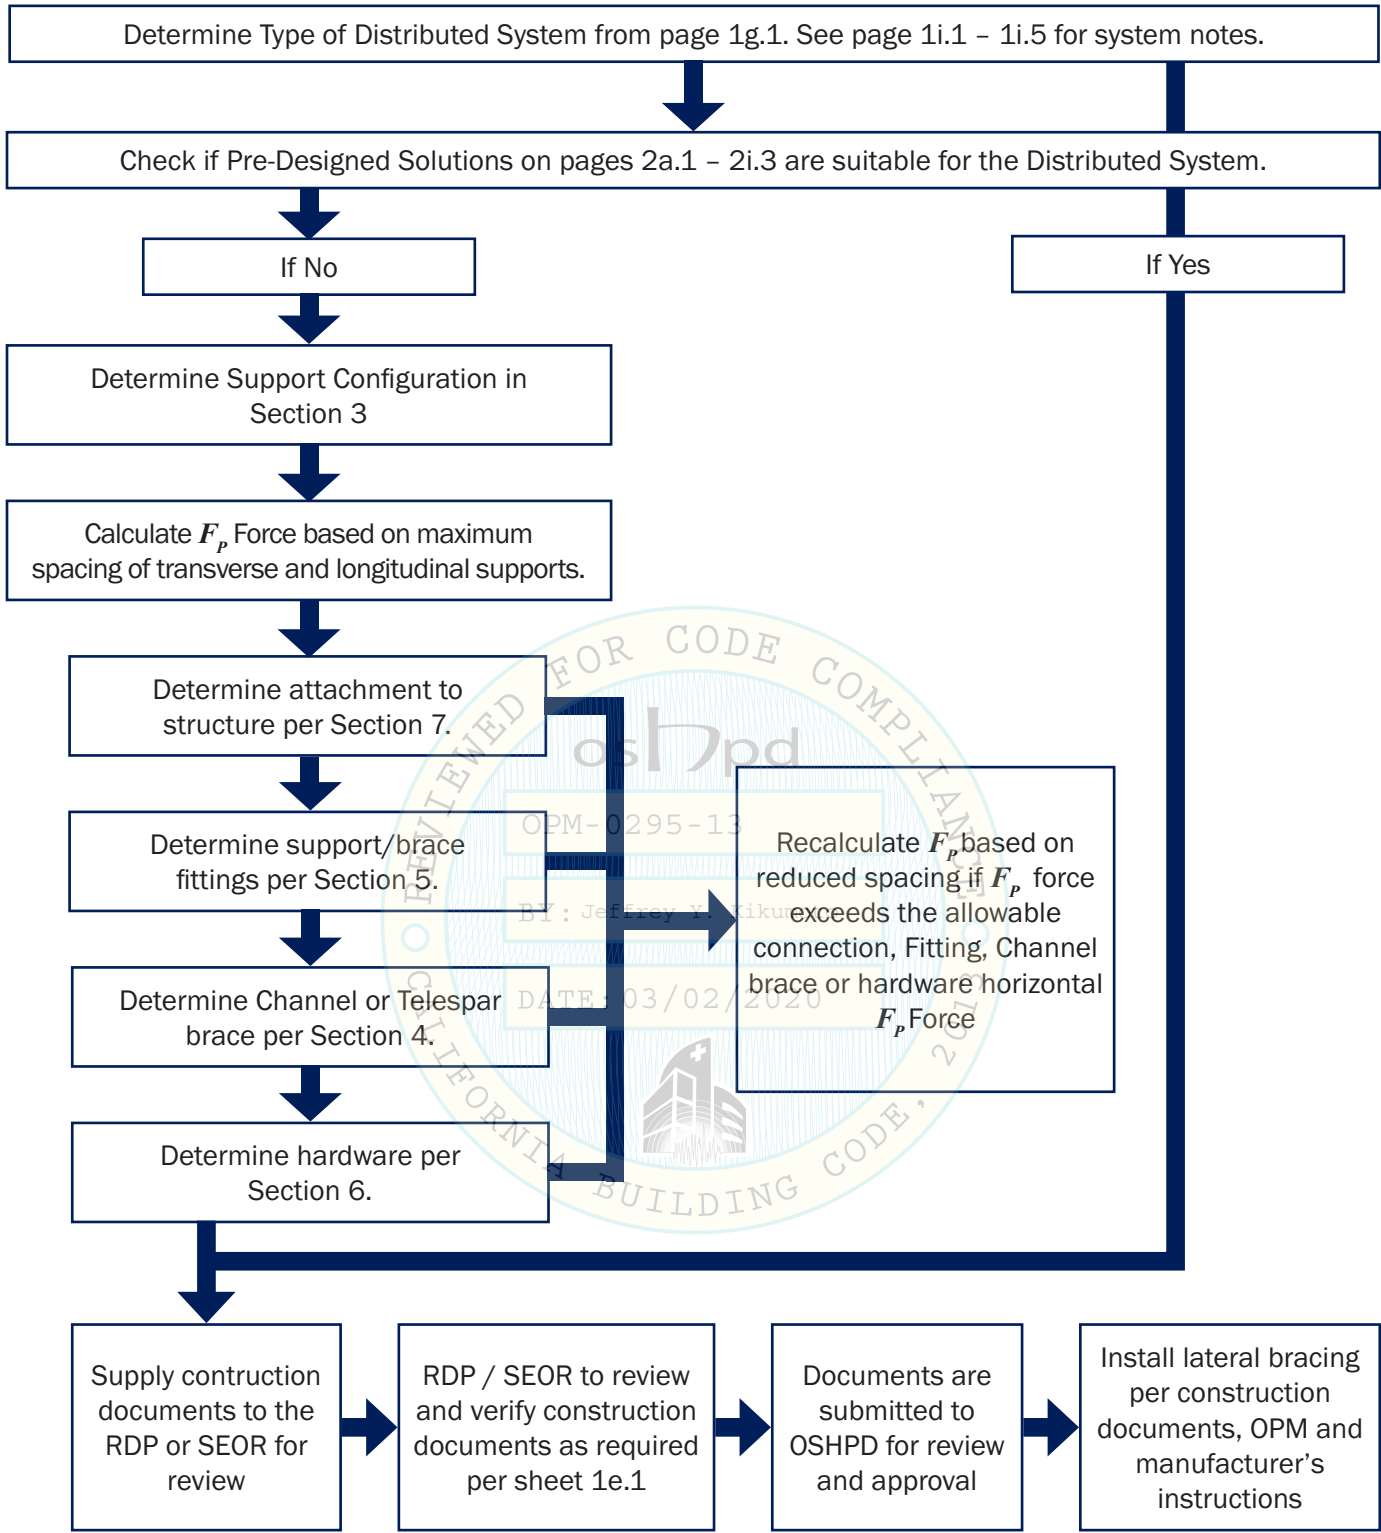 Determine Type of Distributed System from page 1g.1. See page 1i.1 – 1i.5 for system notes.
Check if Pre-Designed Solutions on pages 2a.1 – 2i.3 are suitable for the Distributed System.
If No
If Yes
Determine Support Configuration in
Section 3
Calculate Fp Force based on maximum
spacing of transverse and longitudinal supports.
Determine attachment to
structure per Section 7.
Determine support/brace
fittings per Section 5.
Determine Channel or Telespar
brace per Section 4.
Determine hardware per
Section 6.
Recalculate Fp based on
reduced spacing if Fp force
exceeds the allowable
connection, Fitting, Channel
brace or hardware horizontal
Fp Force
REVIEWED FOR CODE COMPLIANCE
oshpd
OPM-0295-13
BY: Jeffrey Y. Kikumoto
DATE: 03/02/2020
CALIFORNIA BUILDING CODE, 2013
Supply contruction
documents to the
RDP or SEOR for
review
RDP / SEOR to review
and verify construction
documents as required
per sheet 1e.1
Documents are
submitted to
OSHPD for review
and approval
Install lateral bracing
per construction
documents, OPM and
manufacturer’s
instructions